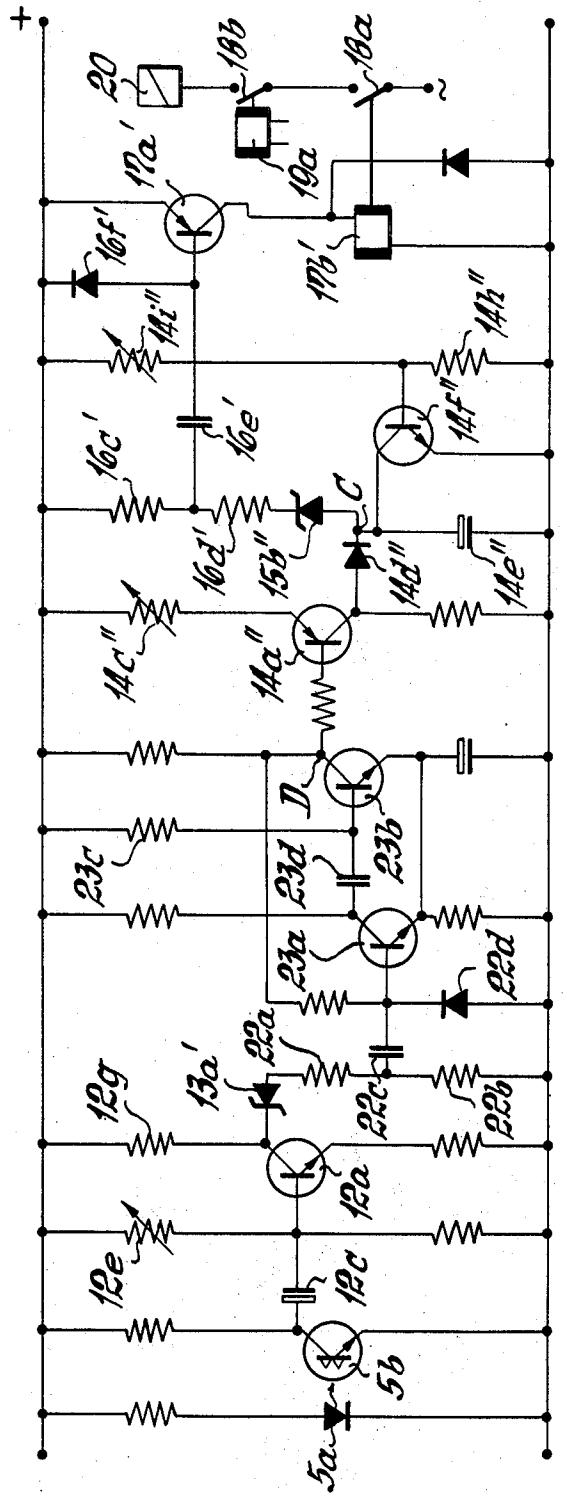 +
20
18b
18a
~
19a
17a'
17b'
16f'
14i"
14h"
14f"
16e'
16c'
16d'
15b"
C
14d"
14e"
14c"
14a"
D
23c
23d
23b
23a
22d
22a
22c
22b
13a'
12g
12a
12e
12c
5b
5a